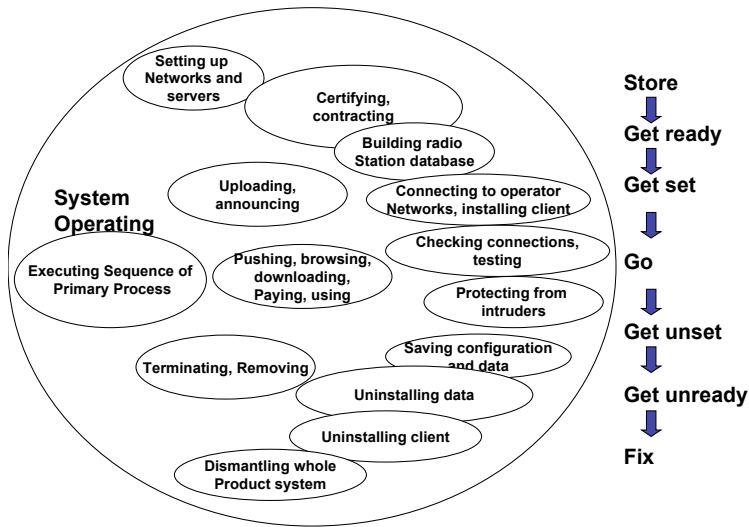 Setting up
Networks and
servers
Certifying,
contracting
Building radio
Station database
System
Operating
Uploading,
announcing
Connecting to operator
Networks, installing client
Checking connections,
testing
Executing Sequence of
Primary Process
Pushing, browsing,
downloading,
Paying, using
Protecting from
intruders
Saving configuration
and data
Terminating, Removing
Uninstalling data
Uninstalling client
Dismantling whole
Product system
Store
Get ready
Get set
Go
Get unset
Get unready
Fix